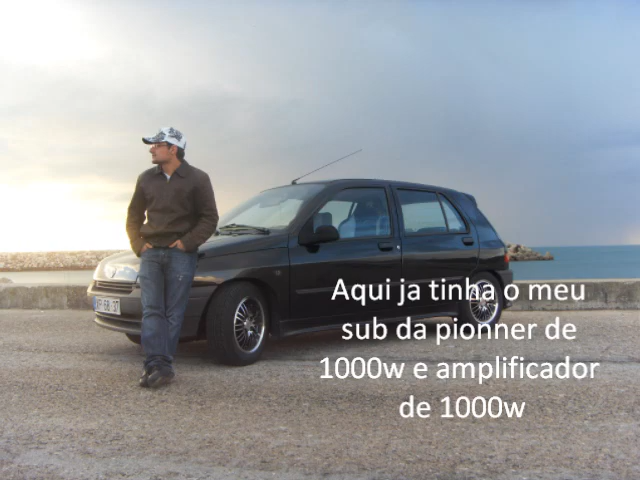 Aqui ja tinha o meu
sub da pionner de
1000w e amplificador
de 1000w